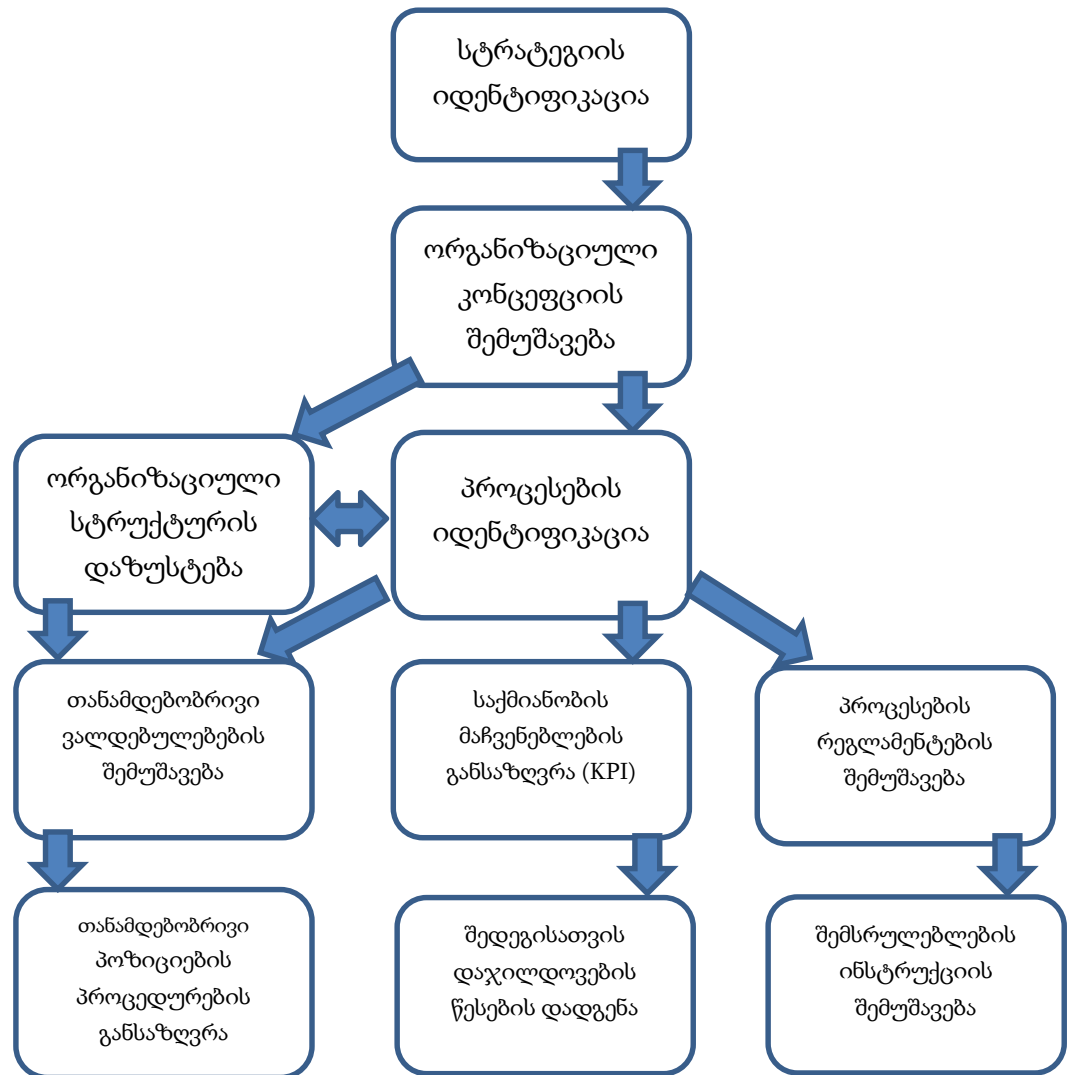 სტრატეგიის
იდენტიფიკაცია
ორგანიზაციული
კონცეფციის
შემუშავება
ორგანიზაციული
სტრუქტურის
დაზუსტება
პროცესების
იდენტიფიკაცია
თანამდებობრივი
ვალდებულებების
შემუშავება
საქმიანობის
მაჩვენებლების
განსაზღვრა (KPI)
პროცესების
რეგლამენტების
შემუშავება
თანამდებობრივი
პოზიციების
პროცედურების
განსაზღვრა
შედეგისათვის
დაჯილდოვების
წესების დადგენა
შემსრულებლების
ინსტრუქციის
შემუშავება